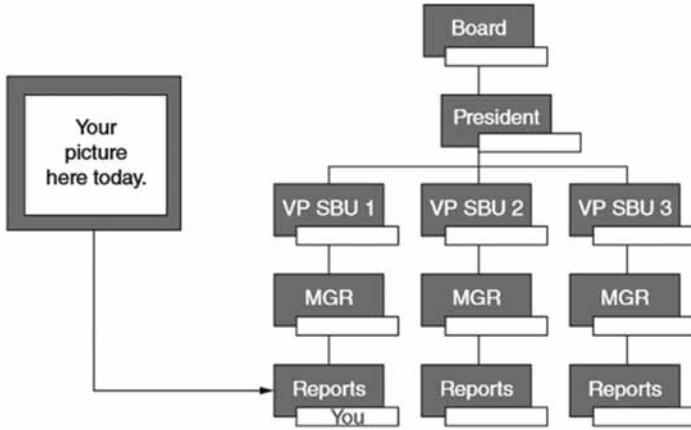 Board
President
Your
picture
here today.
VP SBU 1
VP SBU 2
VP SBU 3
MGR
MGR
MGR
Reports
Reports
Reports
You